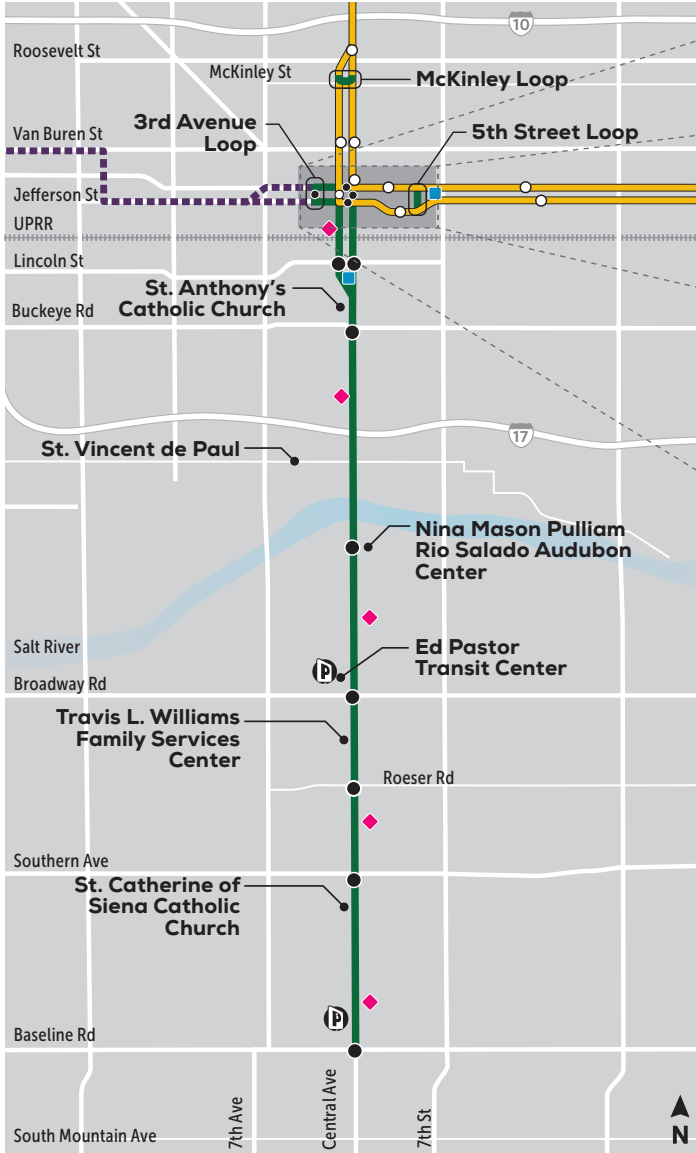 10
Roosevelt St
McKinley St
McKinley Loop
3rd Avenue
Loop
5th Street Loop
Van Buren St
Jefferson St
UPRR
Lincoln St
St. Anthony's
Catholic Church
Buckeye Rd
17
St. Vincent de Paul
Nina Mason Pulliam
Rio Salado Audubon
Center
Salt River
Ed Pastor
Transit Center
P
Broadway Rd
Travis L. Williams
Family Services
Center
Roeser Rd
Southern Ave
St. Catherine of
Siena Catholic
Church
P
Baseline Rd
7th Ave
Central Ave
7th St
South Mountain Ave
N